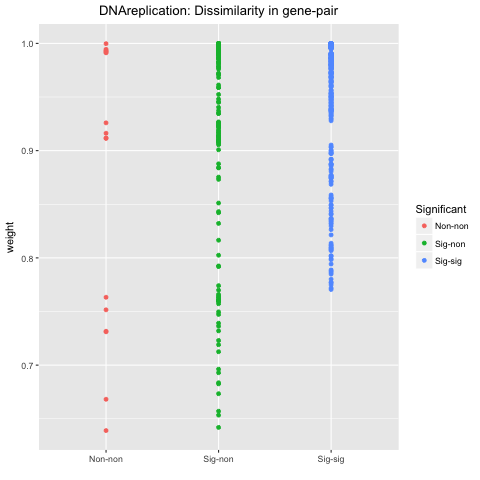 DNAreplication: Dissimilarity in gene-pair
1.0
0.9
0.8
0.7
weight
Non-non
Sig-non
Sig-sig
Significant
Non-non
Sig-non
Sig-sig